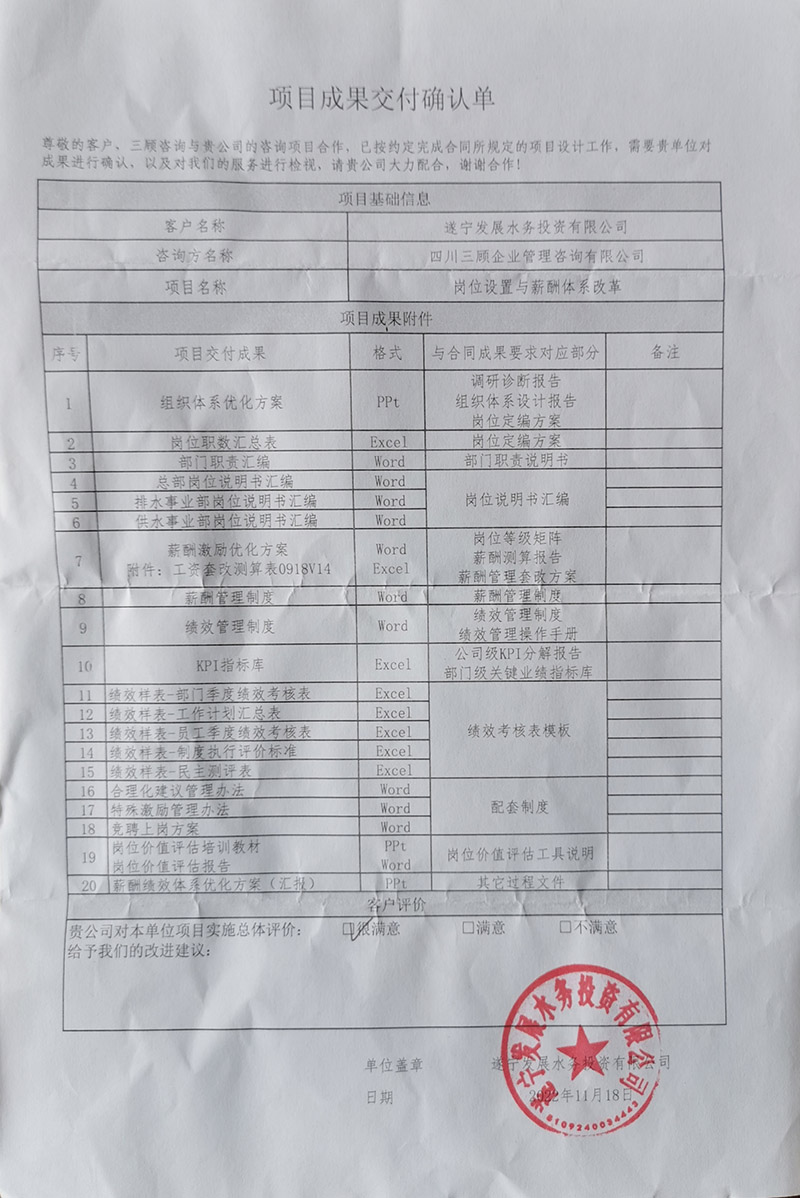 项目成果交付确认单
尊敬的客户、三顾咨询与贵公司的咨询项目合作，已按约定完成合同所规定的项目设计工作，需要贵单位对
成果进行确认，以及对我们的服务进行检视，请贵公司大力配合，谢谢合作！
项目基础信息
客户名称 遂宁发展水务投资有限公司
咨询方名称 四川三顾企业管理咨询有限公司
项目名称 岗位设置与薪酬体系改革
项目成果附件
序号 项目交付成果 格式 与合同成果要求对应部分 备注
1 组织体系优化方案 PPt 调研诊断报告
组织体系设计报告
岗位定编方案
2 岗位职数汇总表 Excel 岗位定编方案
3 部门职责汇编 Word 部门职责说明书
4 总部岗位说明书汇编 Word
5 排水事业部岗位说明书汇编 Word 岗位说明书汇编
6 供水事业部岗位说明书汇编 Word
7 薪酬激励优化方案 Word 岗位等级矩阵
附件：工资套改测算表0918V14 Excel 薪酬测算报告
薪酬管理套改方案
8 薪酬管理制度 Word 薪酬管理制度
9 绩效管理制度 Word 绩效管理制度
绩效管理操作手册
10 KPI指标库 Excel 公司级KPI分解报告
部门级关键业绩指标库
11 绩效样表-部门季度绩效考核表 Excel
12 绩效样表-工作计划汇总表 Excel
13 绩效样表-员工季度绩效考核表 Excel 绩效考核表模板
14 绩效样表-制度执行评价标准 Excel
15 绩效样表-民主测评表 Excel
16 合理化建议管理办法 Word
17 特殊激励管理办法 Word 配套制度
18 竞聘上岗方案 Word
19 岗位价值评估培训教材 PPt 岗位价值评估工具说明
岗位价值评估报告 Word
20 薪酬绩效体系优化方案（汇报） PPt 其它过程文件
客户评价
贵公司对本单位项目实施总体评价： ☑很满意 □满意 □不满意
给予我们的改进建议：
单位盖章 遂宁发展水务投资有限公司
日期 2022年11月18日
遂宁发展水务投资有限公司
5109240034443